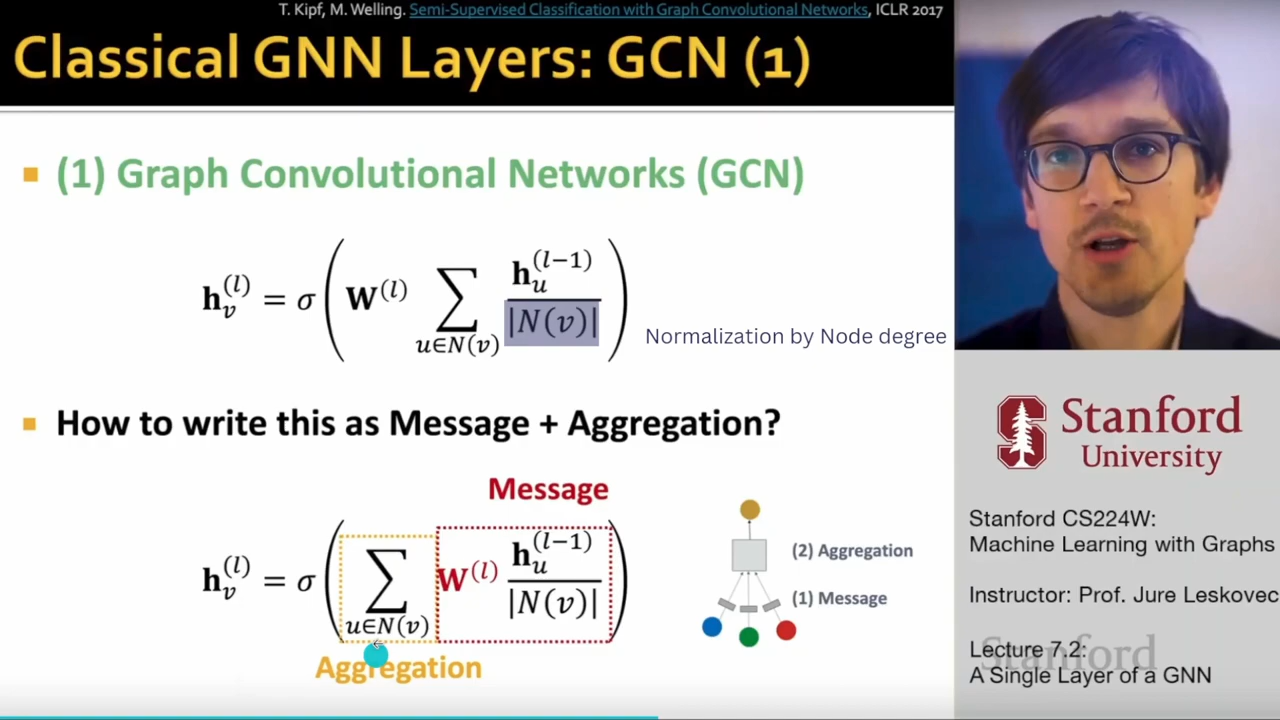 T. Kipf, M. Welling. Semi-Supervised Classification with Graph Convolutional Networks, ICLR 2017
Classical GNN Layers: GCN (1)
(1) Graph Convolutional Networks (GCN)
h_v^{(l)} = σ ( W^{(l)} ∑_{u∈N(v)} h_u^{(l−1)} / |N(v)| )
Normalization by Node degree
How to write this as Message + Aggregation?
Message
h_v^{(l)} = σ ( ∑_{u∈N(v)} W^{(l)} h_u^{(l−1)} / |N(v)| )
Aggregation
(2) Aggregation
(1) Message
Stanford
University
Stanford CS224W:
Machine Learning with Graphs
Instructor: Prof. Jure Leskovec
Stanford
Lecture 7.2:
A Single Layer of a GNN